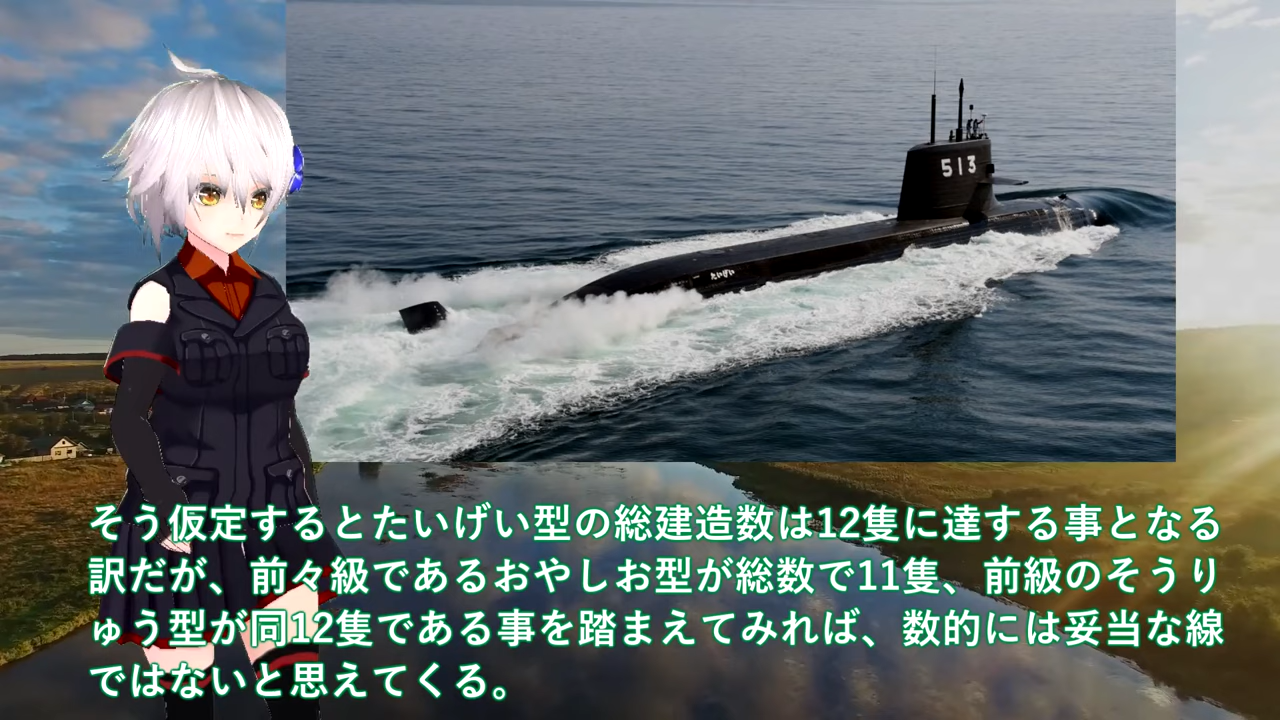 513
たいげい
そう仮定するとたいげい型の総建造数は12隻に達する事となる
訳だが、前々級であるおやしお型が総数で11隻、前級のそうり
ゅう型が同12隻である事を踏まえてみれば、数的には妥当な線
ではないと思えてくる。